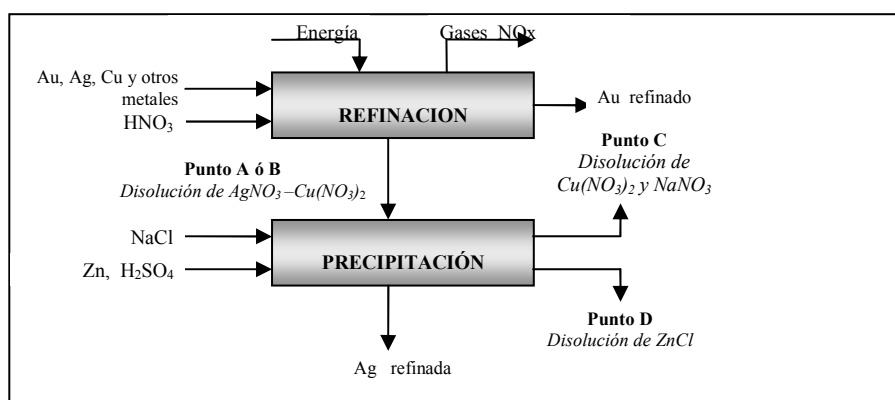 Energía
Gases NOx
Au, Ag, Cu y otros
metales
HNO3
REFINACION
Au refinado
Punto A ó B
Disolución de AgNO3–Cu(NO3)2
Punto C
Disolución de
Cu(NO3)2 y NaNO3
NaCl
Zn, H2SO4
PRECIPITACIÓN
Punto D
Disolución de ZnCl
Ag refinada